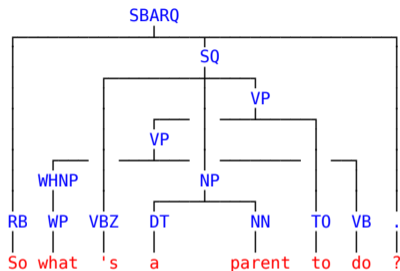 SBARQ
SQ
VP
VP
WHNP NP
RB WP VBZ DT NN TO VB .
So what 's a parent to do ?